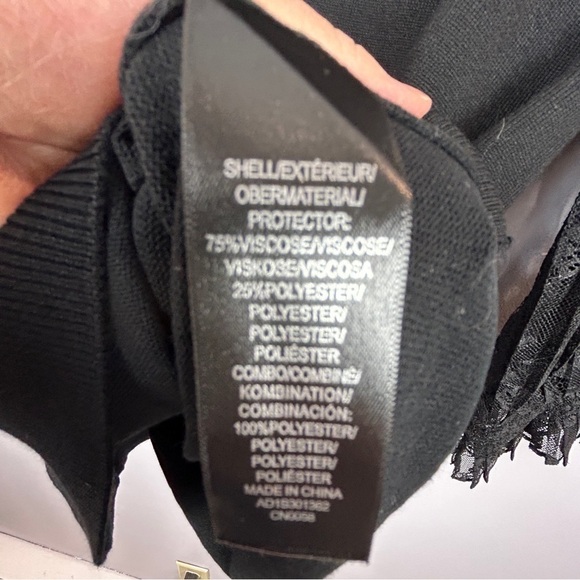 SHELL/EXTÉRIEUR/
OBERMATERIAL/
PROTECTOR:
75%VISCOSE/VISCOSE/
VISKOSE/VISCOSA
25%POLYESTER/
POLYESTER/
POLYESTER/
POLIÉSTER
COMBO/COMBINÉ/
KOMBINATION/
COMBINACIÓN:
100%POLYESTER/
POLYESTER/
POLYESTER/
POLIÉSTER
MADE IN CHINA
AD1S301362
CN0058